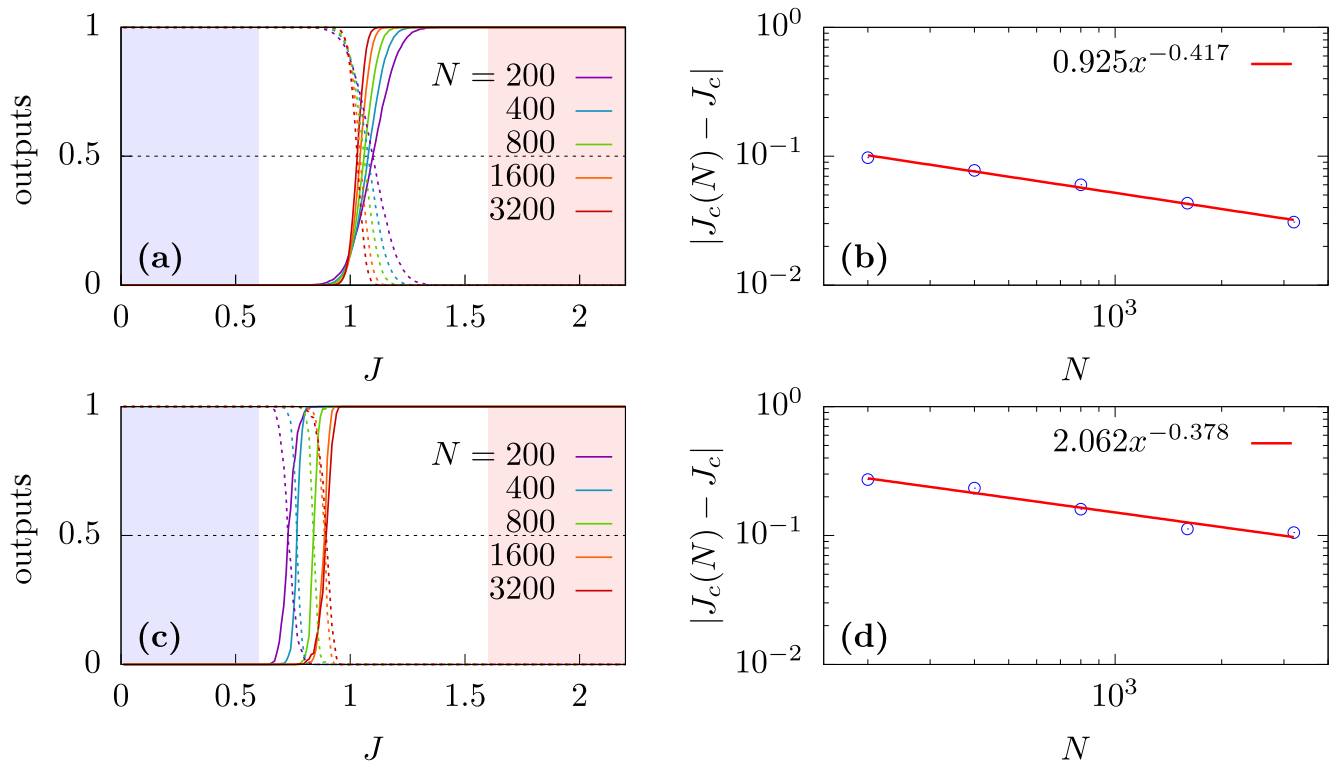 1
0.5
0
outputs
(a)
N = 200
400
800
1600
3200
0 0.5 1 1.5 2
J
10^0
10^-1
10^-2
|J_c(N) − J_c|
0.925x^-0.417
(b)
10^3
N
1
0.5
0
outputs
(c)
N = 200
400
800
1600
3200
0 0.5 1 1.5 2
J
10^0
10^-1
10^-2
|J_c(N) − J_c|
2.062x^-0.378
(d)
10^3
N